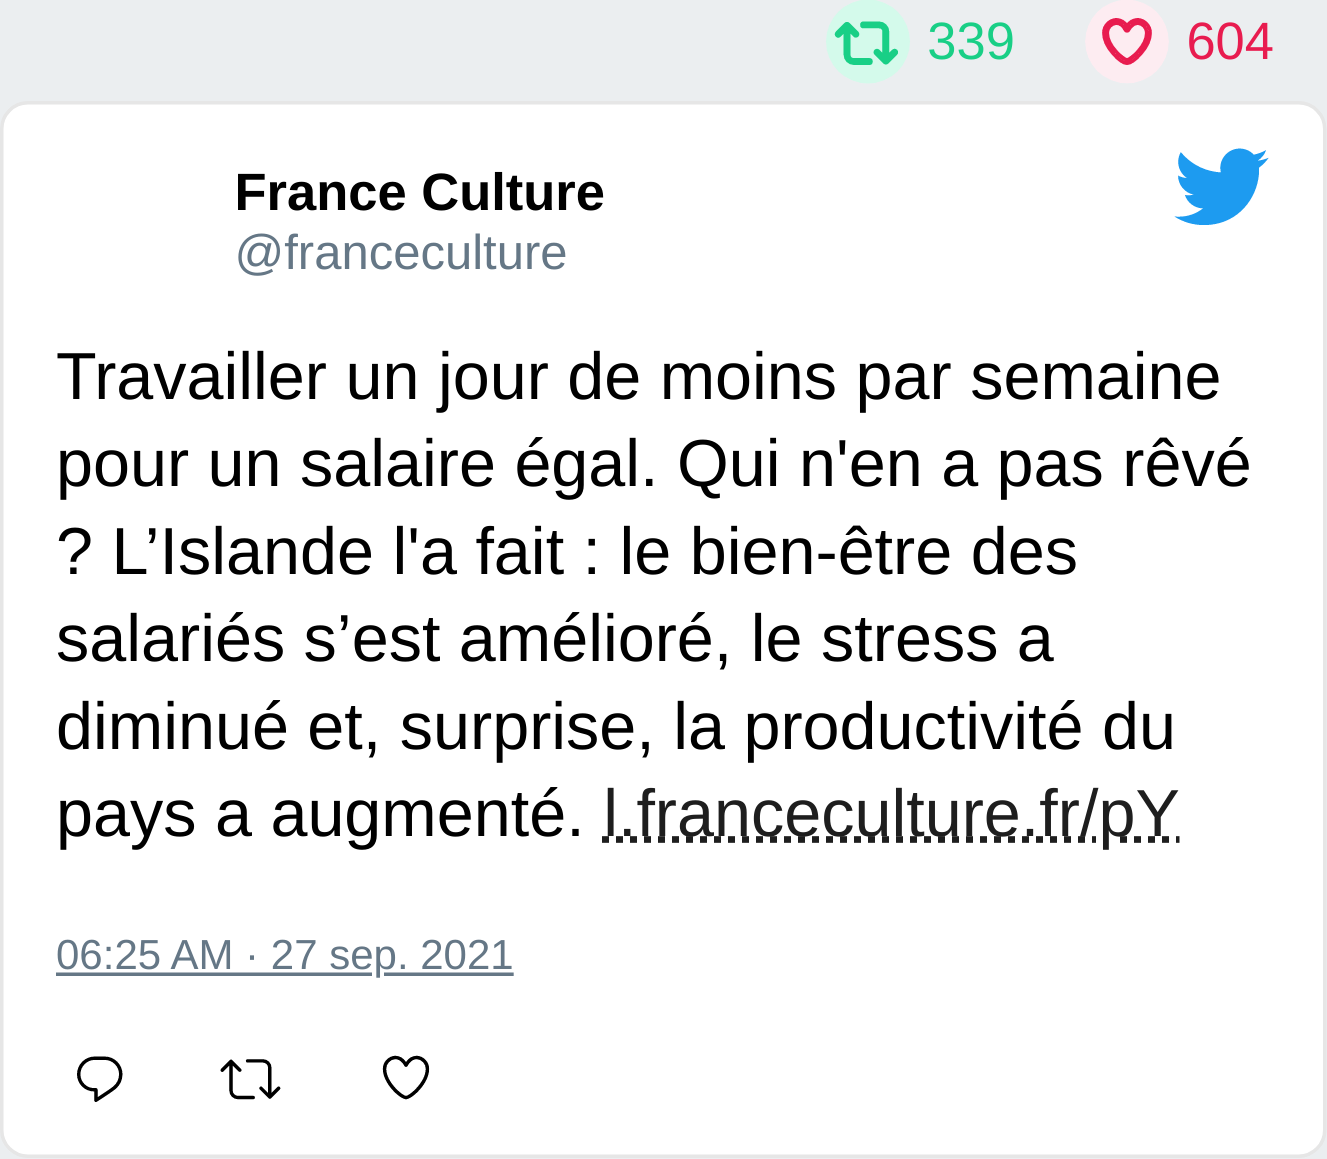 339 604
France Culture
@franceculture
Travailler un jour de moins par semaine
pour un salaire égal. Qui n'en a pas rêvé
? L’Islande l'a fait : le bien-être des
salariés s’est amélioré, le stress a
diminué et, surprise, la productivité du
pays a augmenté. l.franceculture.fr/pY
06:25 AM · 27 sep. 2021